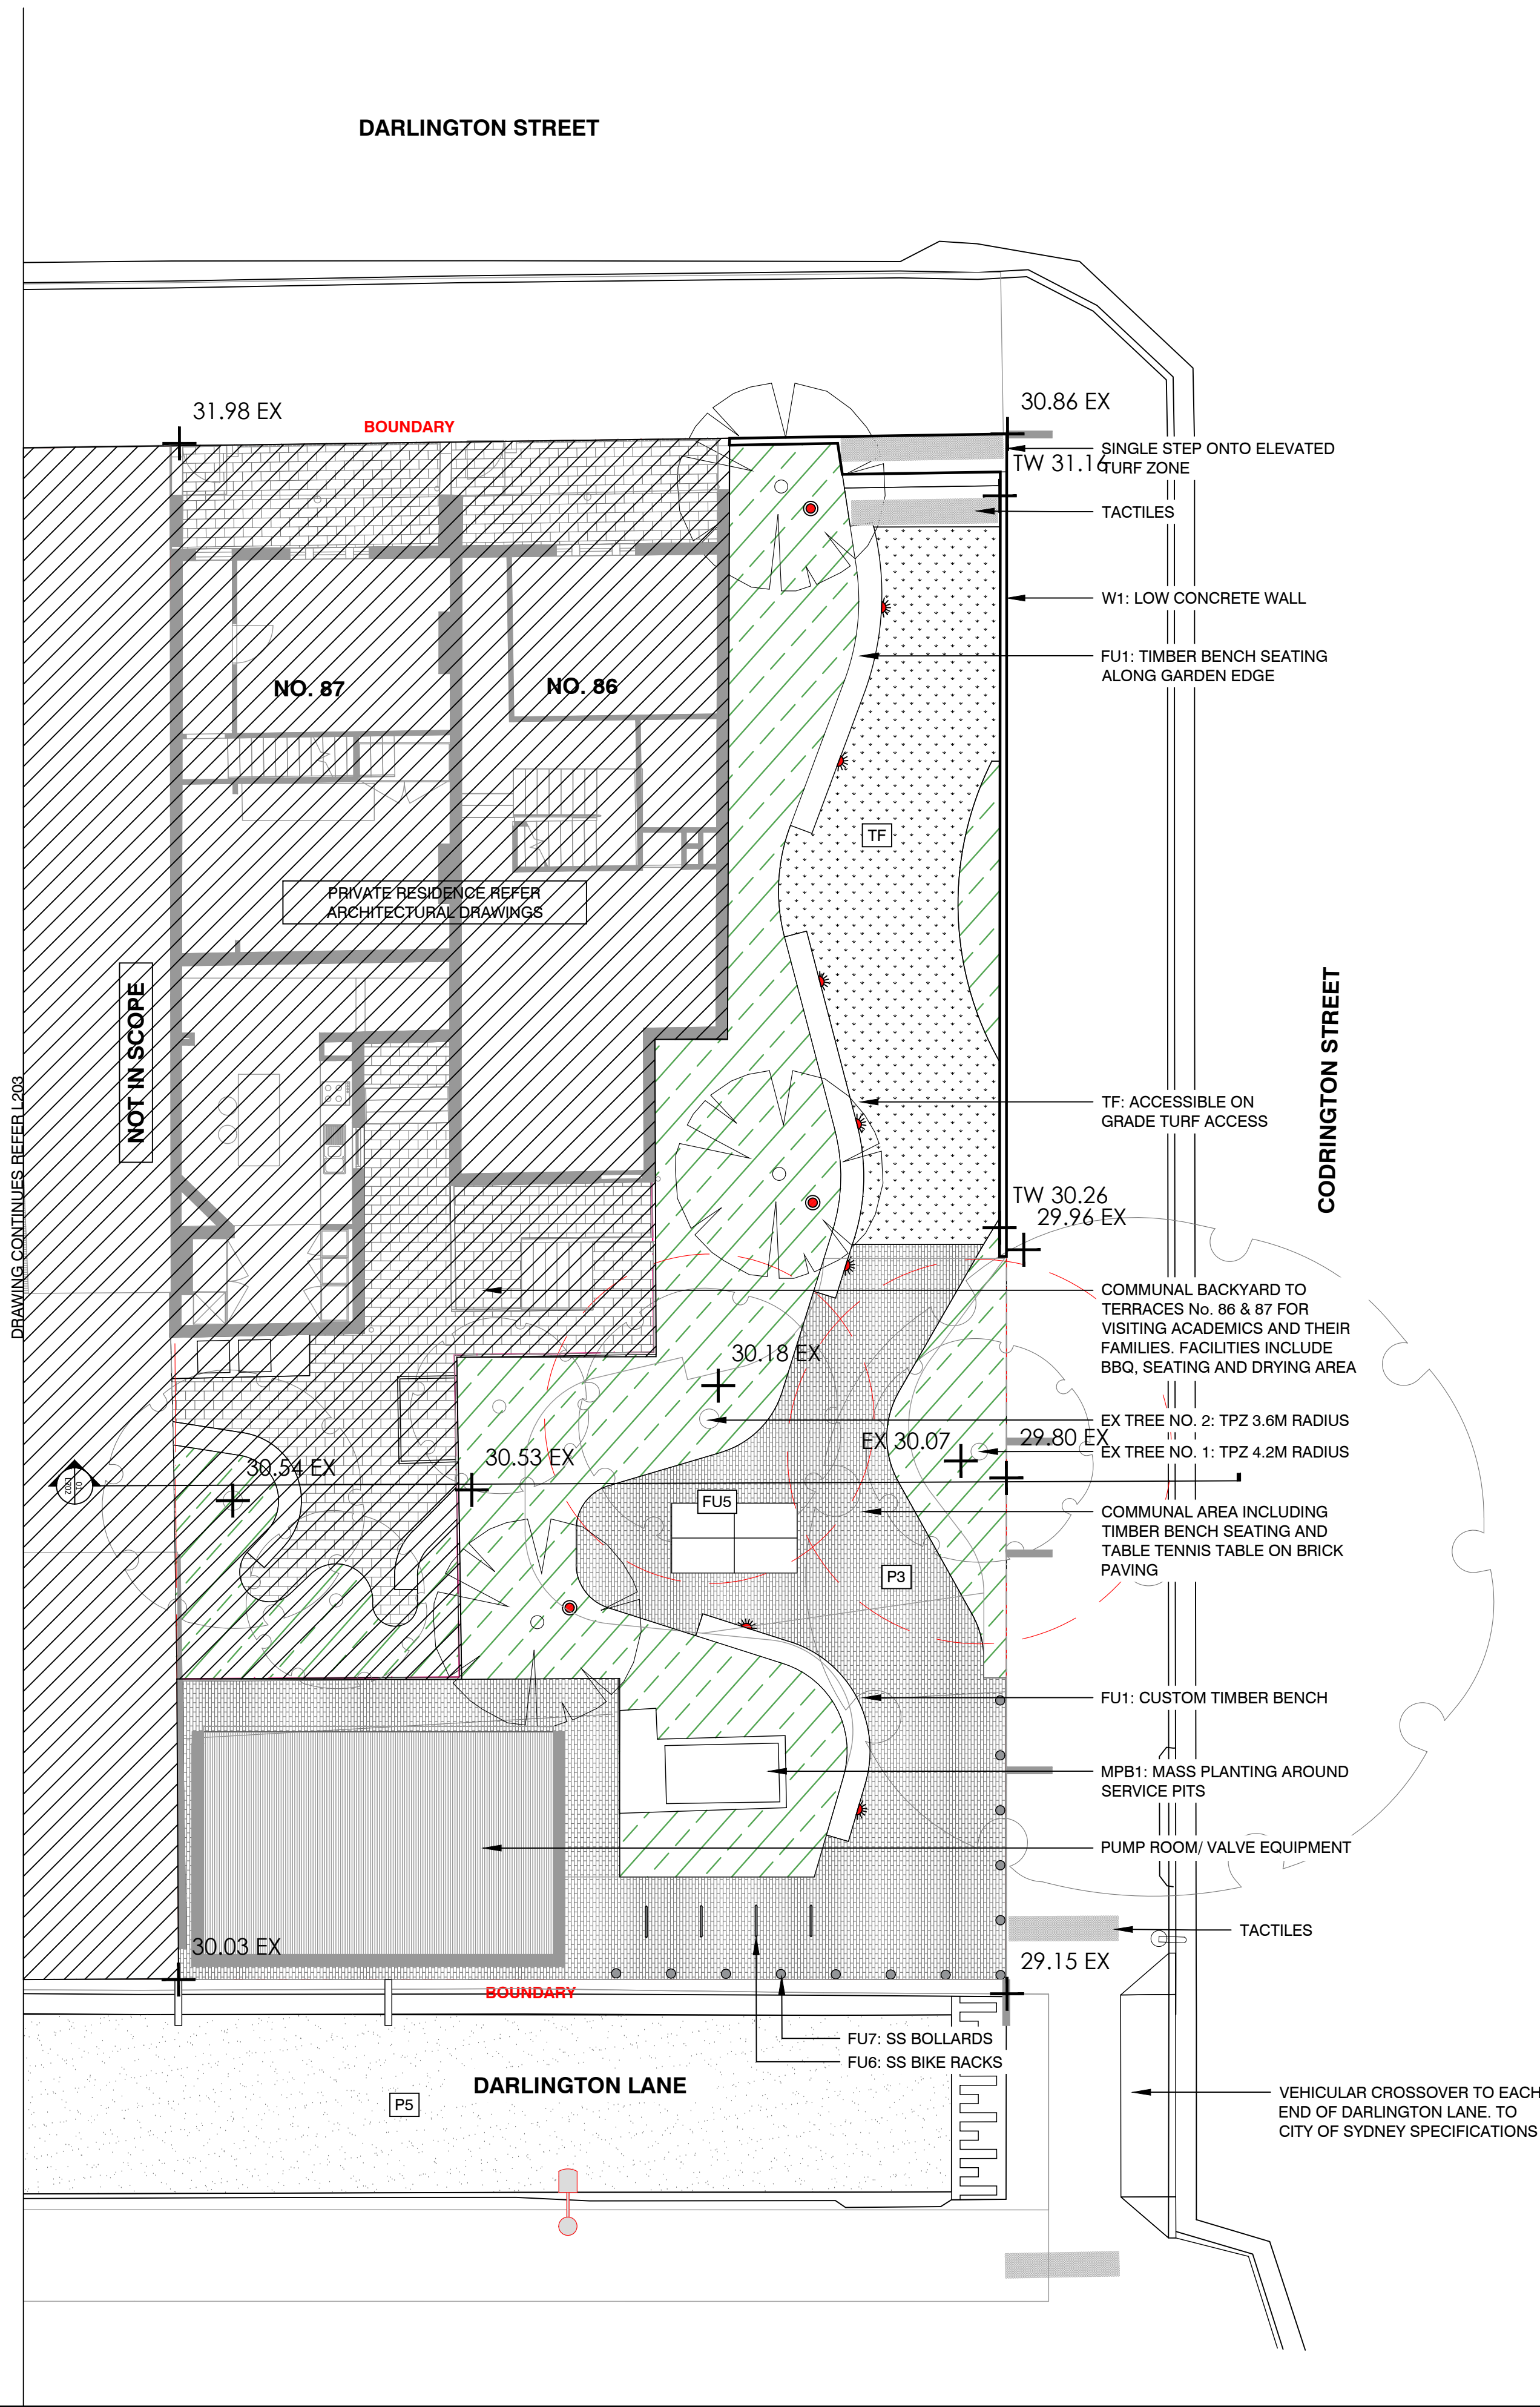 DARLINGTON STREET
31.98 EX
BOUNDARY
30.86 EX
SINGLE STEP ONTO ELEVATED
TURF ZONE
TW 31.16
TACTILES
W1: LOW CONCRETE WALL
FU1: TIMBER BENCH SEATING
ALONG GARDEN EDGE
NO. 87
NO. 86
TF
PRIVATE RESIDENCE REFER
ARCHITECTURAL DRAWINGS
NOT IN SCOPE
DRAWING CONTINUES REFER L203
CODRINGTON STREET
TF: ACCESSIBLE ON
GRADE TURF ACCESS
TW 30.26
29.96 EX
COMMUNAL BACKYARD TO
TERRACES No. 86 & 87 FOR
VISITING ACADEMICS AND THEIR
FAMILIES. FACILITIES INCLUDE
BBQ, SEATING AND DRYING AREA
30.18 EX
EX TREE NO. 2: TPZ 3.6M RADIUS
EX 30.07
29.80 EX
EX TREE NO. 1: TPZ 4.2M RADIUS
30.54 EX
30.53 EX
01
L202
FU5
COMMUNAL AREA INCLUDING
TIMBER BENCH SEATING AND
TABLE TENNIS TABLE ON BRICK
PAVING
P3
FU1: CUSTOM TIMBER BENCH
MPB1: MASS PLANTING AROUND
SERVICE PITS
PUMP ROOM/ VALVE EQUIPMENT
TACTILES
30.03 EX
29.15 EX
BOUNDARY
FU7: SS BOLLARDS
FU6: SS BIKE RACKS
DARLINGTON LANE
P5
VEHICULAR CROSSOVER TO EACH
END OF DARLINGTON LANE. TO
CITY OF SYDNEY SPECIFICATIONS